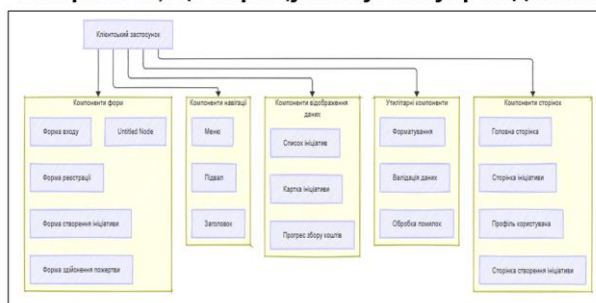 Клієнтський застосунок
Компоненти форм
Форма входу
Untitled Node
Форма реєстрації
Форма створення ініціативи
Форма здійснення пожертви
Компоненти навігації
Меню
Підвал
Заголовок
Компоненти відображення
даних
Список ініціатив
Картка ініціативи
Прогрес збору коштів
Утилітарні компоненти
Форматування
Валідація даних
Обробка помилок
Компоненти сторінок
Головна сторінка
Сторінка ініціативи
Профіль користувача
Сторінка створення ініціативи